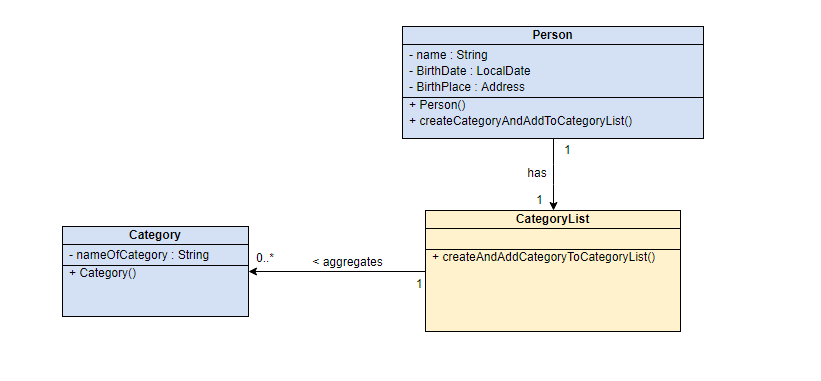 Person
- name : String
- BirthDate : LocalDate
- BirthPlace : Address
+ Person()
+ createCategoryAndAddToCategoryList()
1
has
1
CategoryList
+ createAndAddCategoryToCategoryList()
Category
- nameOfCategory : String
+ Category()
0..*
< aggregates
1